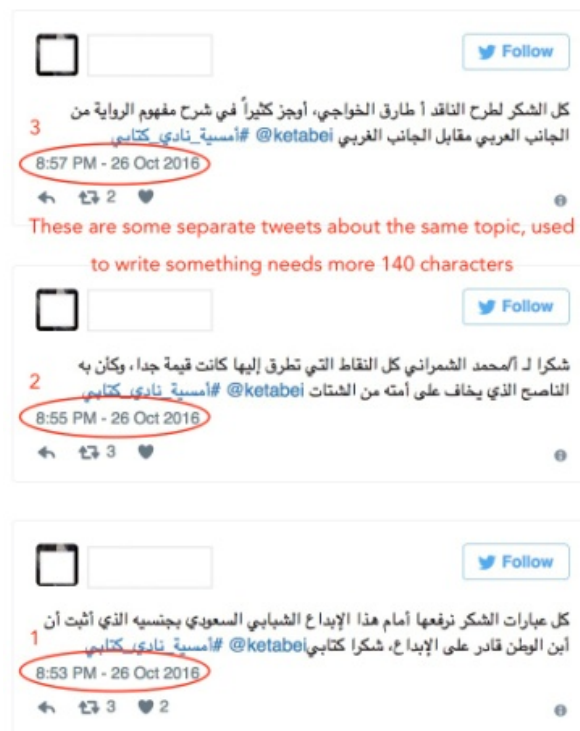 Follow
كل الشكر لطرح الناقد أ طارق الخواجي، أوجز كثيراً في شرح مفهوم الرواية من
الجانب العربي مقابل الجانب الغربي @ketabei #أمسية_نادي_كتابي
3
8:57 PM - 26 Oct 2016
2
These are some separate tweets about the same topic, used
to write something needs more 140 characters
Follow
شكرا لـ أ/محمد الشمراني كل النقاط التي تطرق إليها كانت قيمة جدا، وكأن به
الناصح الذي يخاف على أمته من الشتات @ketabei #أمسية_نادي_كتابي
2
8:55 PM - 26 Oct 2016
3
Follow
كل عبارات الشكر نرفعها أمام هذا الإبداع الشبابي السعودي بجنسيه الذي أثبت أن
أبن الوطن قادر على الإبداع، شكرا كتابي@ketabei #أمسية_نادي_كتابي
1
8:53 PM - 26 Oct 2016
3 2